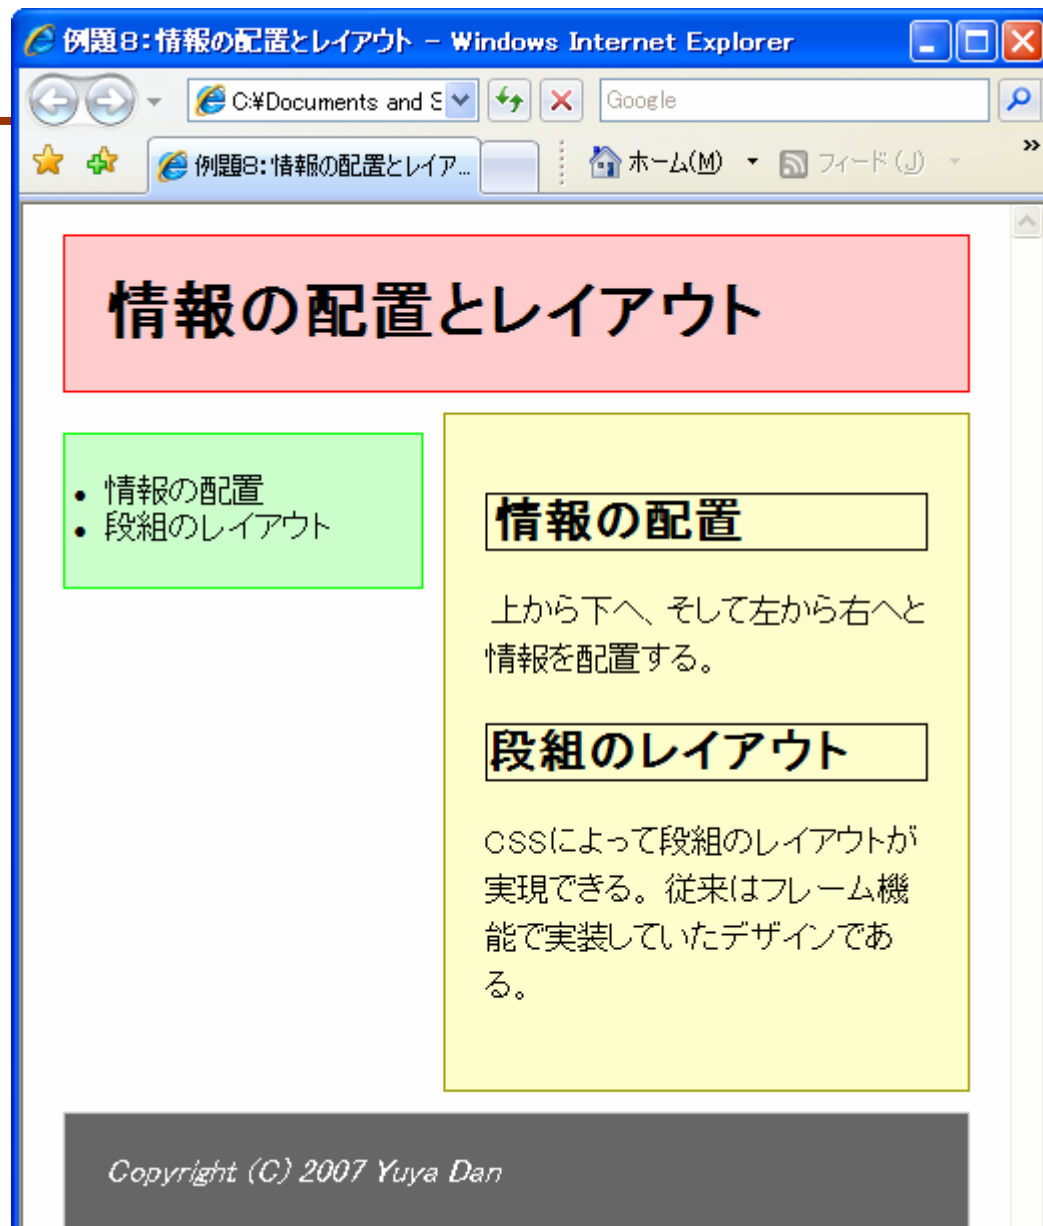 例題8:情報の配置とレイアウト - Windows Internet Explorer
C:¥Documents and S
Google
例題8:情報の配置とレイア...
ホーム(M)
フィード(J)
»
情報の配置とレイアウト
• 情報の配置
• 段組のレイアウト
情報の配置
上から下へ、そして左から右へと
情報を配置する。
段組のレイアウト
CSSによって段組のレイアウトが
実現できる。従来はフレーム機
能で実装していたデザインであ
る。
Copyright (C) 2007 Yuya Dan